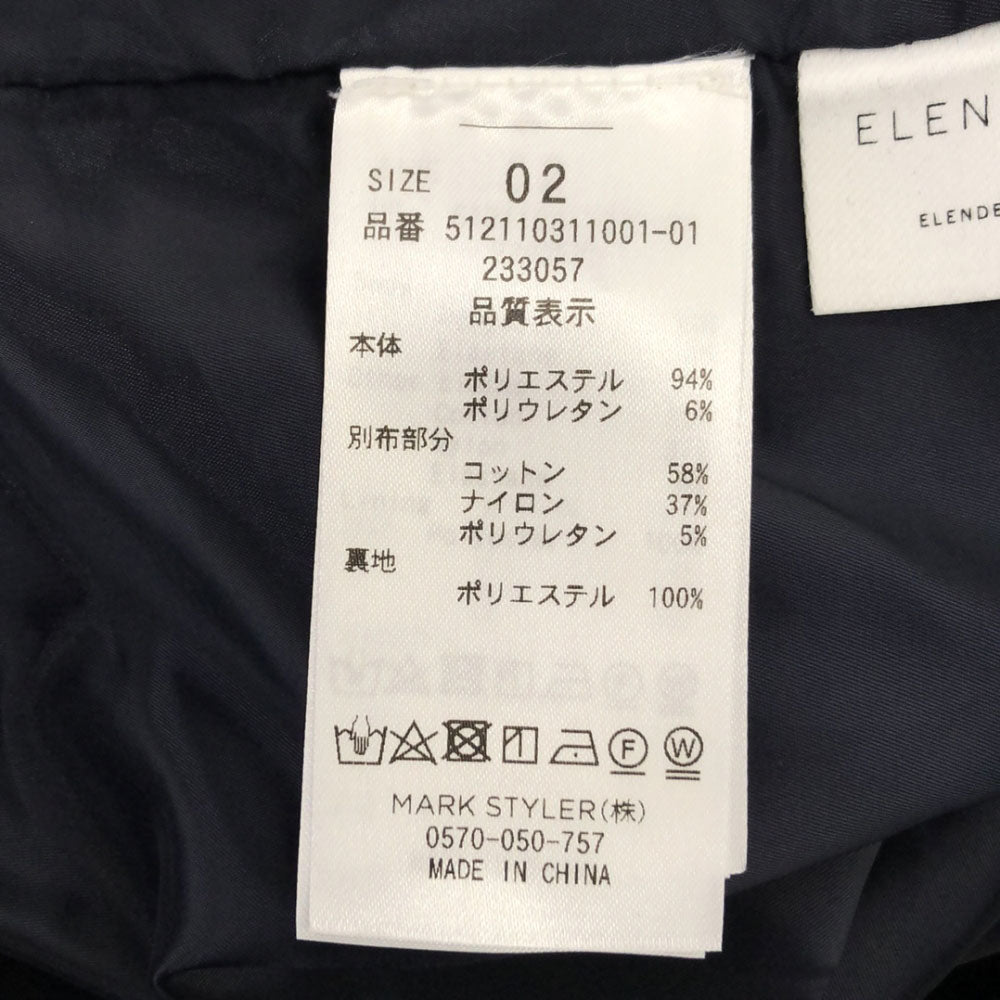 SIZE 02
品番 512110311001-01
233057
品質表示
本体
ポリエステル 94%
ポリウレタン 6%
別布部分
コットン 58%
ナイロン 37%
ポリウレタン 5%
裏地
ポリエステル 100%
F W
MARK STYLER(株)
0570-050-757
MADE IN CHINA
ELEN
ELENDE